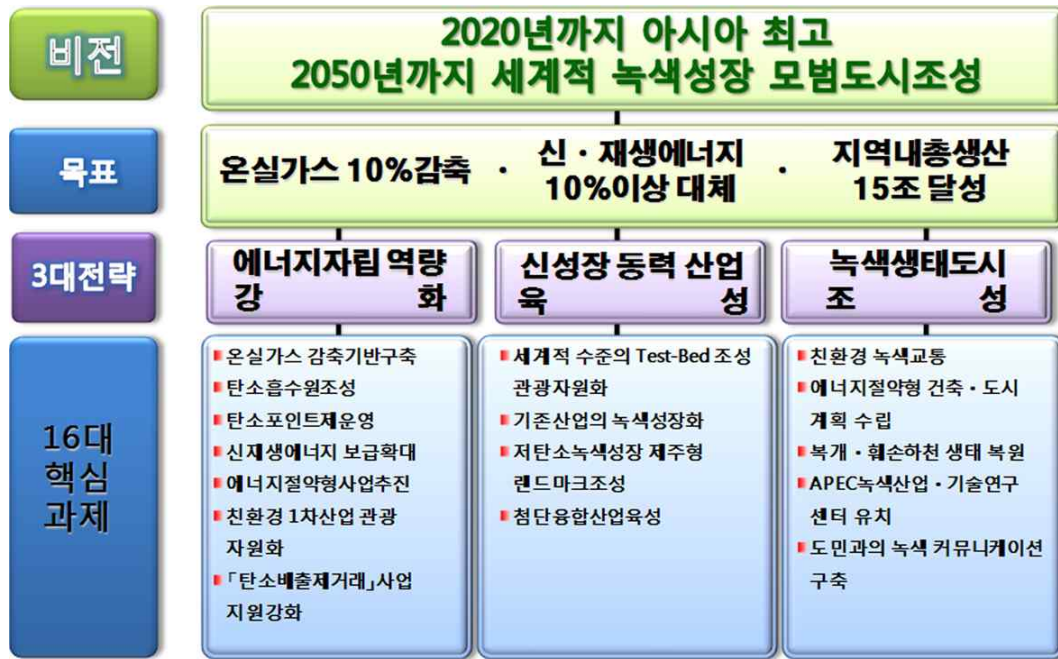 비전
2020년까지 아시아 최고
2050년까지 세계적 녹색성장 모범도시조성
목표
온실가스 10%감축 · 신·재생에너지 10%이상 대체 · 지역내총생산 15조 달성
3대전략
에너지자립 역량
강 화
신성장 동력 산업
육 성
녹색생태도시
조 성
16대
핵심
과제
온실가스 감축기반구축
탄소흡수원조성
탄소포인트제운영
신재생에너지 보급확대
에너지절약형사업추진
친환경 1차산업 관광
자원화
「탄소배출제거래」사업
지원강화
세계적 수준의 Test-Bed 조성
관광자원화
기존산업의 녹색성장화
저탄소녹색성장 제주형
랜드마크조성
첨단융합산업육성
친환경 녹색교통
에너지절약형 건축·도시
계획 수립
복개·훼손하천 생태 복원
APEC녹색산업·기술연구
센터 유치
도민과의 녹색 커뮤니케이션
구축